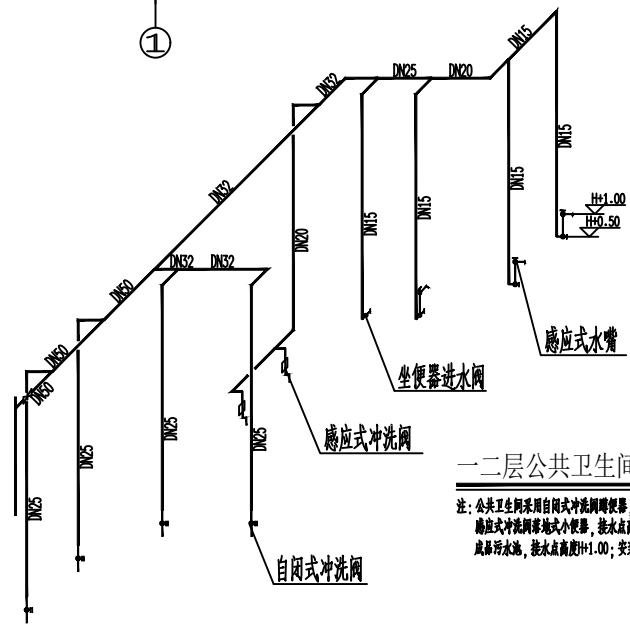 ①
DN15
DN25
DN20
DN32
DN15
DN32
DN15
H+1.00
DN15
DN15
H+0.50
DN20
DN32
DN32
DN50
感应式水嘴
DN50
坐便器进水阀
DN50
感应式冲洗阀
DN25
DN25
DN25
一二层公共卫生间
DN25
注: 公共卫生间采用自闭式冲洗阀蹲便器
感应式冲洗阀落地式小便器, 接水点高
成品污水池, 接水点高度H+1.00; 安
自闭式冲洗阀